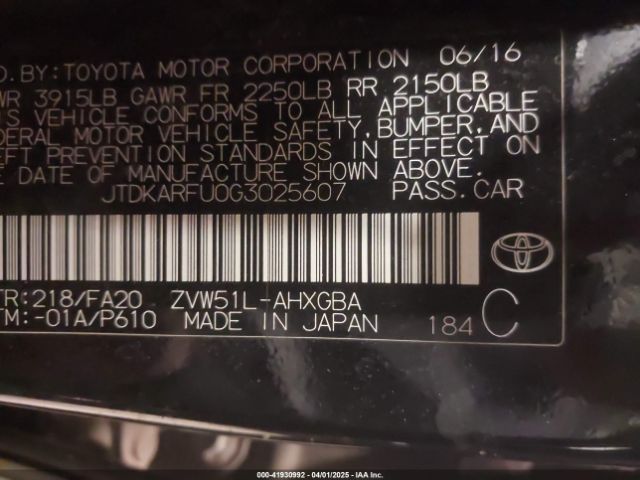 D.BY:TOYOTA MOTOR CORPORATION 06/16
WR 3915LB GAWR FR 2250LB RR 2150LB
IS VEHICLE CONFORMS TO ALL APPLICABLE
DERAL MOTOR VEHICLE SAFETY,BUMPER,AND
EFT PREVENTION STANDARDS IN EFFECT ON
E DATE OF MANUFACTURE SHOWN ABOVE.
JTDKARFU0G3025607 PASS.CAR
TR:218/FA20 ZVW51L-AHXGBA
TM:-01A/P610 MADE IN JAPAN 184 C
000-41930992 04/01/2025 IAA Inc.